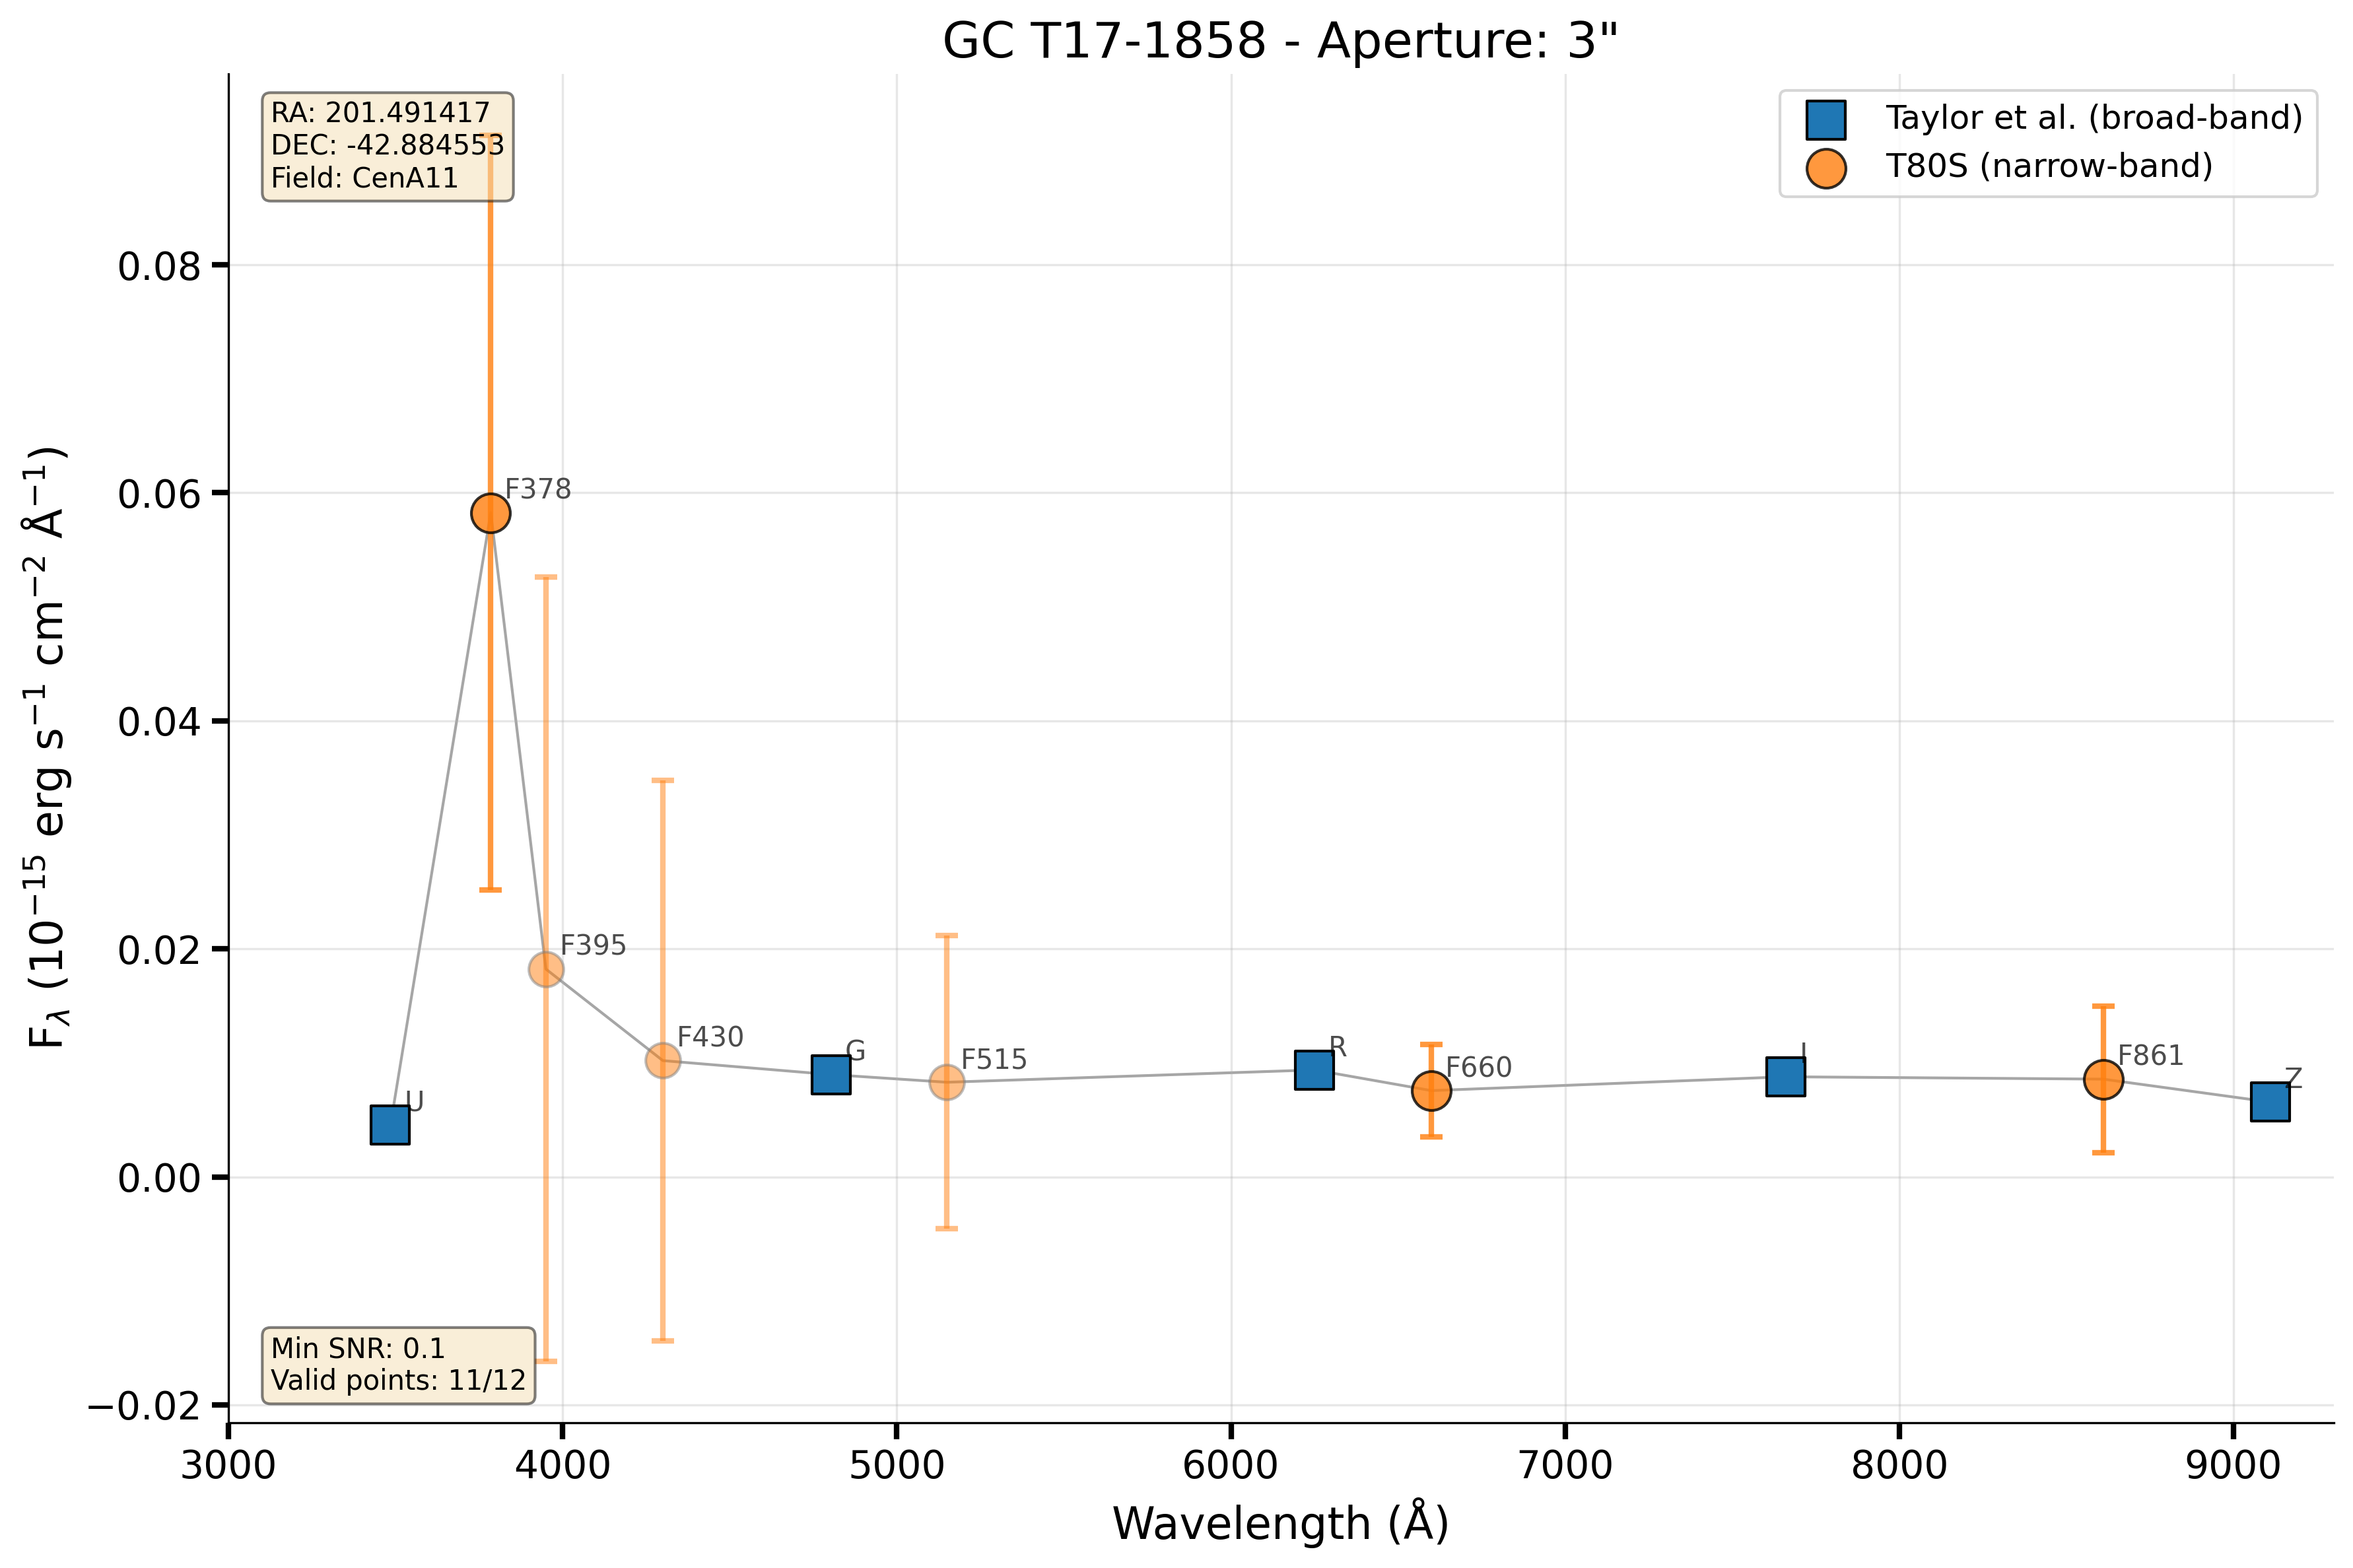 GC T17-1858 - Aperture: 3"
RA: 201.491417
DEC: -42.884553
Field: CenA11
Taylor et al. (broad-band)
T80S (narrow-band)
F_λ (10⁻¹⁵ erg s⁻¹ cm⁻² Å⁻¹)
0.08
0.06
0.04
0.02
0.00
−0.02
U
F378
F395
F430
G
F515
R
F660
I
F861
Z
Min SNR: 0.1
Valid points: 11/12
3000 4000 5000 6000 7000 8000 9000
Wavelength (Å)